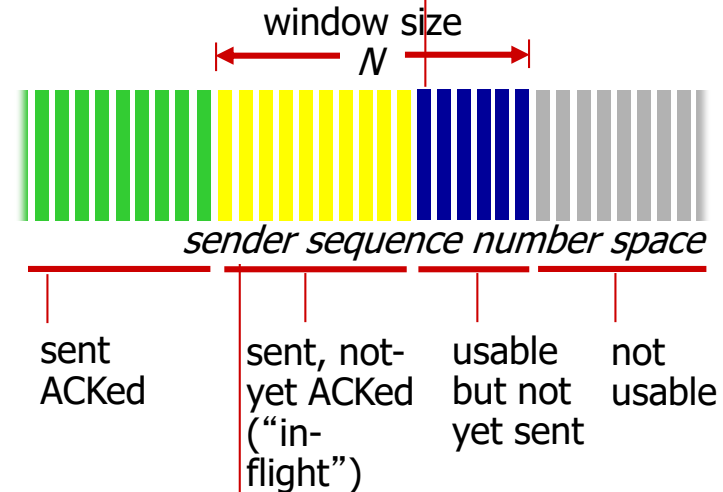 window size
N
sender sequence number space
sent
ACKed
sent, not-
yet ACKed
(“in-
flight”)
usable
but not
yet sent
not
usable